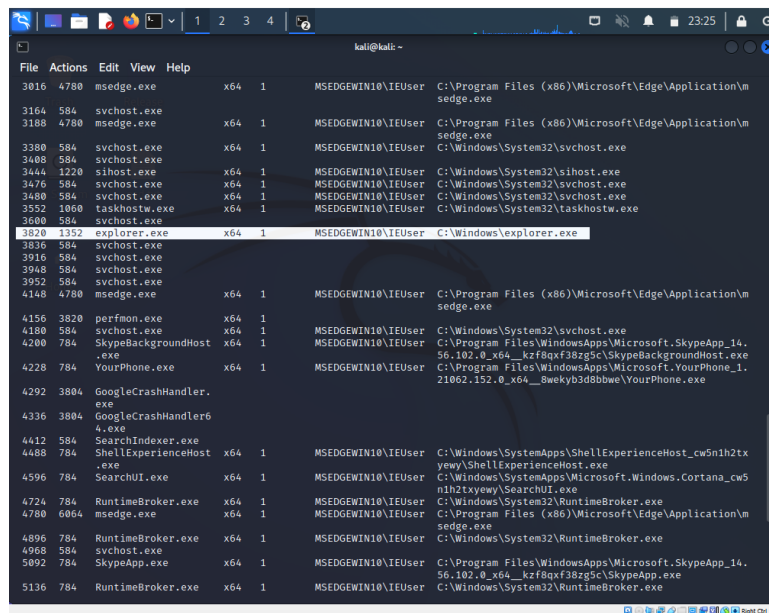 1 2 3 4 23:25
kali@kali: ~
File Actions Edit View Help
3016 4780 msedge.exe x64 1 MSEDGEWIN10\IEUser C:\Program Files (x86)\Microsoft\Edge\Application\m
sedge.exe
3164 584 svchost.exe
3188 4780 msedge.exe x64 1 MSEDGEWIN10\IEUser C:\Program Files (x86)\Microsoft\Edge\Application\m
sedge.exe
3380 584 svchost.exe x64 1 MSEDGEWIN10\IEUser C:\Windows\System32\svchost.exe
3408 584 svchost.exe
3444 1220 sihost.exe x64 1 MSEDGEWIN10\IEUser C:\Windows\System32\sihost.exe
3476 584 svchost.exe x64 1 MSEDGEWIN10\IEUser C:\Windows\System32\svchost.exe
3480 584 svchost.exe x64 1 MSEDGEWIN10\IEUser C:\Windows\System32\svchost.exe
3552 1060 taskhostw.exe x64 1 MSEDGEWIN10\IEUser C:\Windows\System32\taskhostw.exe
3600 584 svchost.exe
3820 1352 explorer.exe x64 1 MSEDGEWIN10\IEUser C:\Windows\explorer.exe
3836 584 svchost.exe
3916 584 svchost.exe
3948 584 svchost.exe
3952 584 svchost.exe
4148 4780 msedge.exe x64 1 MSEDGEWIN10\IEUser C:\Program Files (x86)\Microsoft\Edge\Application\m
sedge.exe
4156 3820 perfmon.exe x64 1
4180 584 svchost.exe x64 1 MSEDGEWIN10\IEUser C:\Windows\System32\svchost.exe
4200 784 SkypeBackgroundHost x64 1 MSEDGEWIN10\IEUser C:\Program Files\WindowsApps\Microsoft.SkypeApp_14.
.exe 56.102.0_x64__kzf8qxf38zg5c\SkypeBackgroundHost.exe
4228 784 YourPhone.exe x64 1 MSEDGEWIN10\IEUser C:\Program Files\WindowsApps\Microsoft.YourPhone_1.
21062.152.0_x64__8wekyb3d8bbwe\YourPhone.exe
4292 3804 GoogleCrashHandler.
exe
4336 3804 GoogleCrashHandler6
4.exe
4412 584 SearchIndexer.exe
4488 784 ShellExperienceHost x64 1 MSEDGEWIN10\IEUser C:\Windows\SystemApps\ShellExperienceHost_cw5n1h2tx
.exe yewy\ShellExperienceHost.exe
4596 784 SearchUI.exe x64 1 MSEDGEWIN10\IEUser C:\Windows\SystemApps\Microsoft.Windows.Cortana_cw5
n1h2txyewy\SearchUI.exe
4724 784 RuntimeBroker.exe x64 1 MSEDGEWIN10\IEUser C:\Windows\System32\RuntimeBroker.exe
4780 6064 msedge.exe x64 1 MSEDGEWIN10\IEUser C:\Program Files (x86)\Microsoft\Edge\Application\m
sedge.exe
4896 784 RuntimeBroker.exe x64 1 MSEDGEWIN10\IEUser C:\Windows\System32\RuntimeBroker.exe
4968 584 svchost.exe
5092 784 SkypeApp.exe x64 1 MSEDGEWIN10\IEUser C:\Program Files\WindowsApps\Microsoft.SkypeApp_14.
56.102.0_x64__kzf8qxf38zg5c\SkypeApp.exe
5136 784 RuntimeBroker.exe x64 1 MSEDGEWIN10\IEUser C:\Windows\System32\RuntimeBroker.exe
Right Ctrl